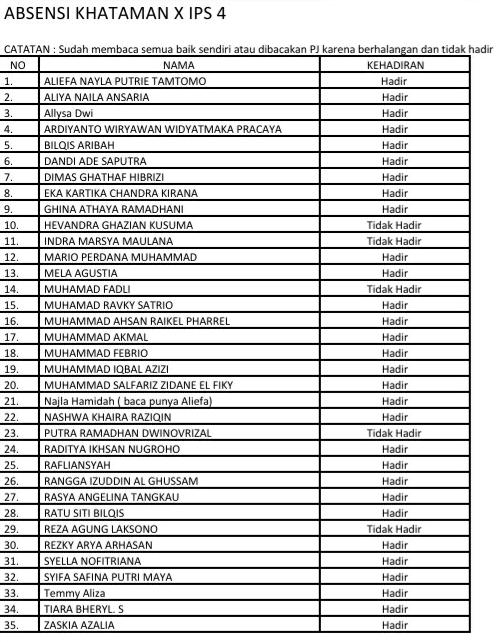 ABSENSI KHATAMAN X IPS 4
CATATAN : Sudah membaca semua baik sendiri atau dibacakan PJ karena berhalangan dan tidak hadir
NO NAMA KEHADIRAN
1. ALIEFA NAYLA PUTRIE TAMTOMO Hadir
2. ALIYA NAILA ANSARIA Hadir
3. Allysa Dwi Hadir
4. ARDIYANTO WIRYAWAN WIDYATMAKA PRACAYA Hadir
5. BILQIS ARIBAH Hadir
6. DANDI ADE SAPUTRA Hadir
7. DIMAS GHATHAF HIBRIZI Hadir
8. EKA KARTIKA CHANDRA KIRANA Hadir
9. GHINA ATHAYA RAMADHANI Hadir
10. HEVANDRA GHAZIAN KUSUMA Tidak Hadir
11. INDRA MARSYA MAULANA Tidak Hadir
12. MARIO PERDANA MUHAMMAD Hadir
13. MELA AGUSTIA Hadir
14. MUHAMAD FADLI Tidak Hadir
15. MUHAMAD RAVKY SATRIO Hadir
16. MUHAMMAD AHSAN RAIKEL PHARREL Hadir
17. MUHAMMAD AKMAL Hadir
18. MUHAMMAD FEBRIO Hadir
19. MUHAMMAD IQBAL AZIZI Hadir
20. MUHAMMAD SALFARIZ ZIDANE EL FIKY Hadir
21. Najla Hamidah ( baca punya Aliefa) Hadir
22. NASHWA KHAIRA RAZIQIN Hadir
23. PUTRA RAMADHAN DWINOVRIZAL Tidak Hadir
24. RADITYA IKHSAN NUGROHO Hadir
25. RAFLIANSYAH Hadir
26. RANGGA IZUDDIN AL GHUSSAM Hadir
27. RASYA ANGELINA TANGKAU Hadir
28. RATU SITI BILQIS Hadir
29. REZA AGUNG LAKSONO Tidak Hadir
30. REZKY ARYA ARHASAN Hadir
31. SYELLA NOFITRIANA Hadir
32. SYIFA SAFINA PUTRI MAYA Hadir
33. Temmy Aliza Hadir
34. TIARA BHERYL. S Hadir
35. ZASKIA AZALIA Hadir